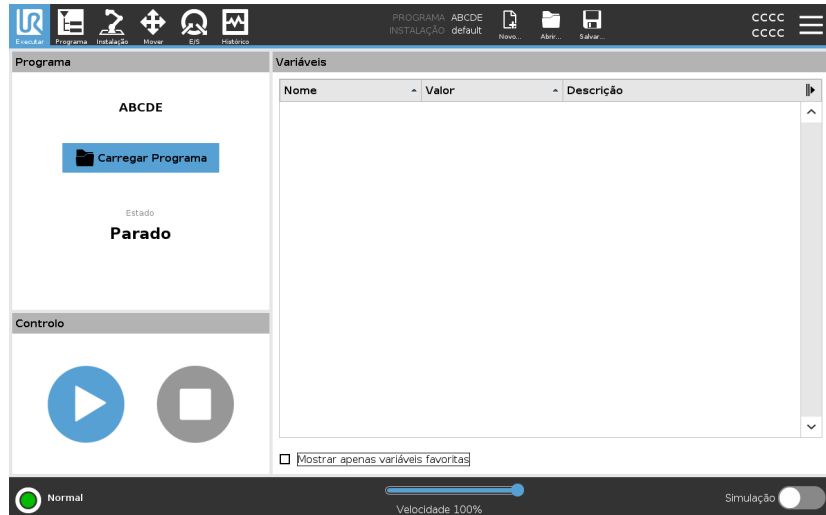 UR
Executar
Programa
Instalação
Mover
E/S
Histórico
PROGRAMA ABCDE
INSTALAÇÃO default
Novo...
Abrir...
Salvar...
CCCC
CCCC
Programa
ABCDE
Carregar Programa
Estado
Parado
Controlo
Variáveis
Nome Valor Descrição
Mostrar apenas variáveis favoritas
Normal
Velocidade 100%
Simulação